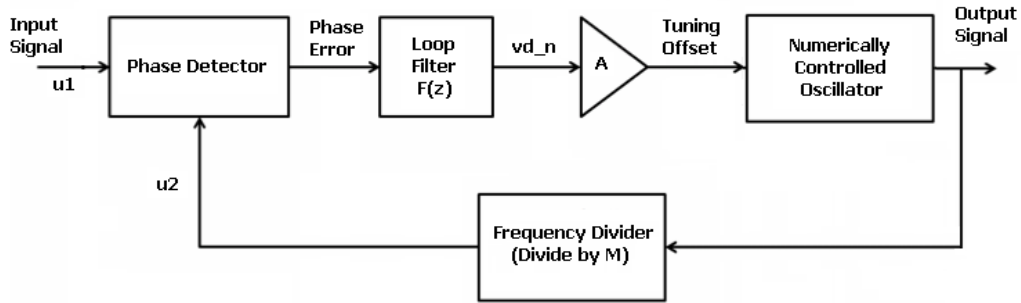 Input
Signal
u1
Phase Detector
Phase
Error
Loop
Filter
F(z)
vd_n
A
Tuning
Offset
Numerically
Controlled
Oscillator
Output
Signal
u2
Frequency Divider
(Divide by M)